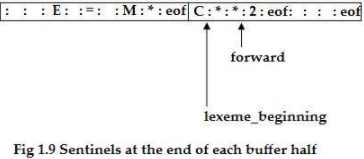 : : : E: :=: :M:*:eof C:*:*:2:eof: : : :eof
forward
lexeme_beginning
Fig 1.9 Sentinels at the end of each buffer half